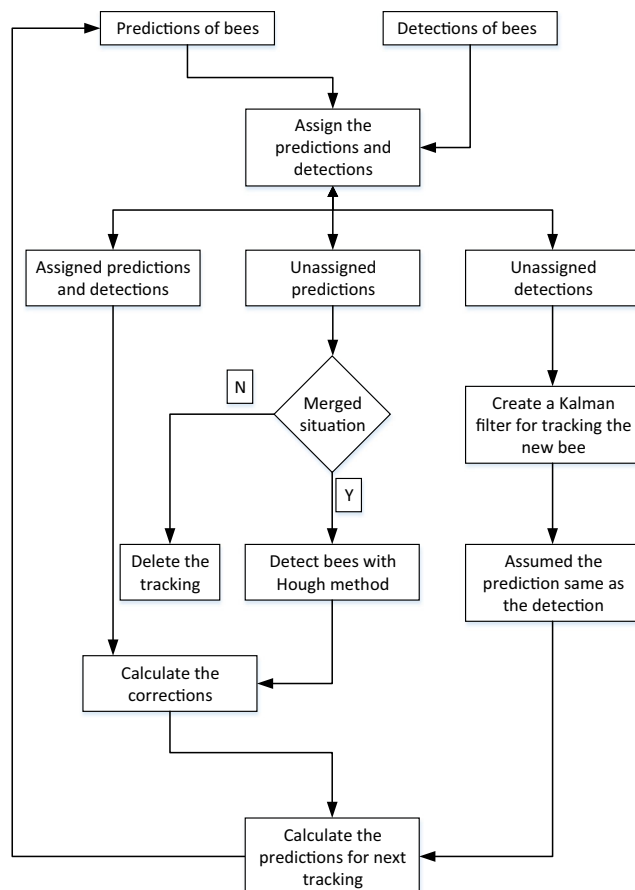 Predictions of bees
Detections of bees
Assign the
predictions and
detections
Assigned predictions
and detections
Unassigned
predictions
Unassigned
detections
N
Merged
situation
Create a Kalman
filter for tracking the
new bee
Y
Delete the
tracking
Detect bees with
Hough method
Assumed the
prediction same as
the detection
Calculate the
corrections
Calculate the
predictions for next
tracking